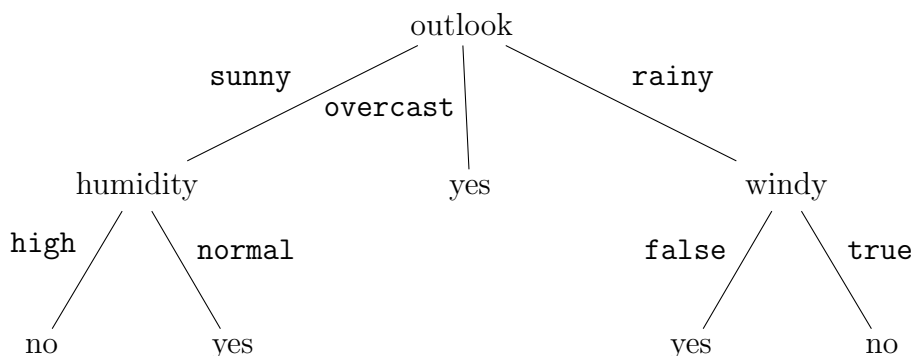 outlook
sunny
overcast
rainy
humidity
yes
windy
high
normal
false
true
no
yes
yes
no